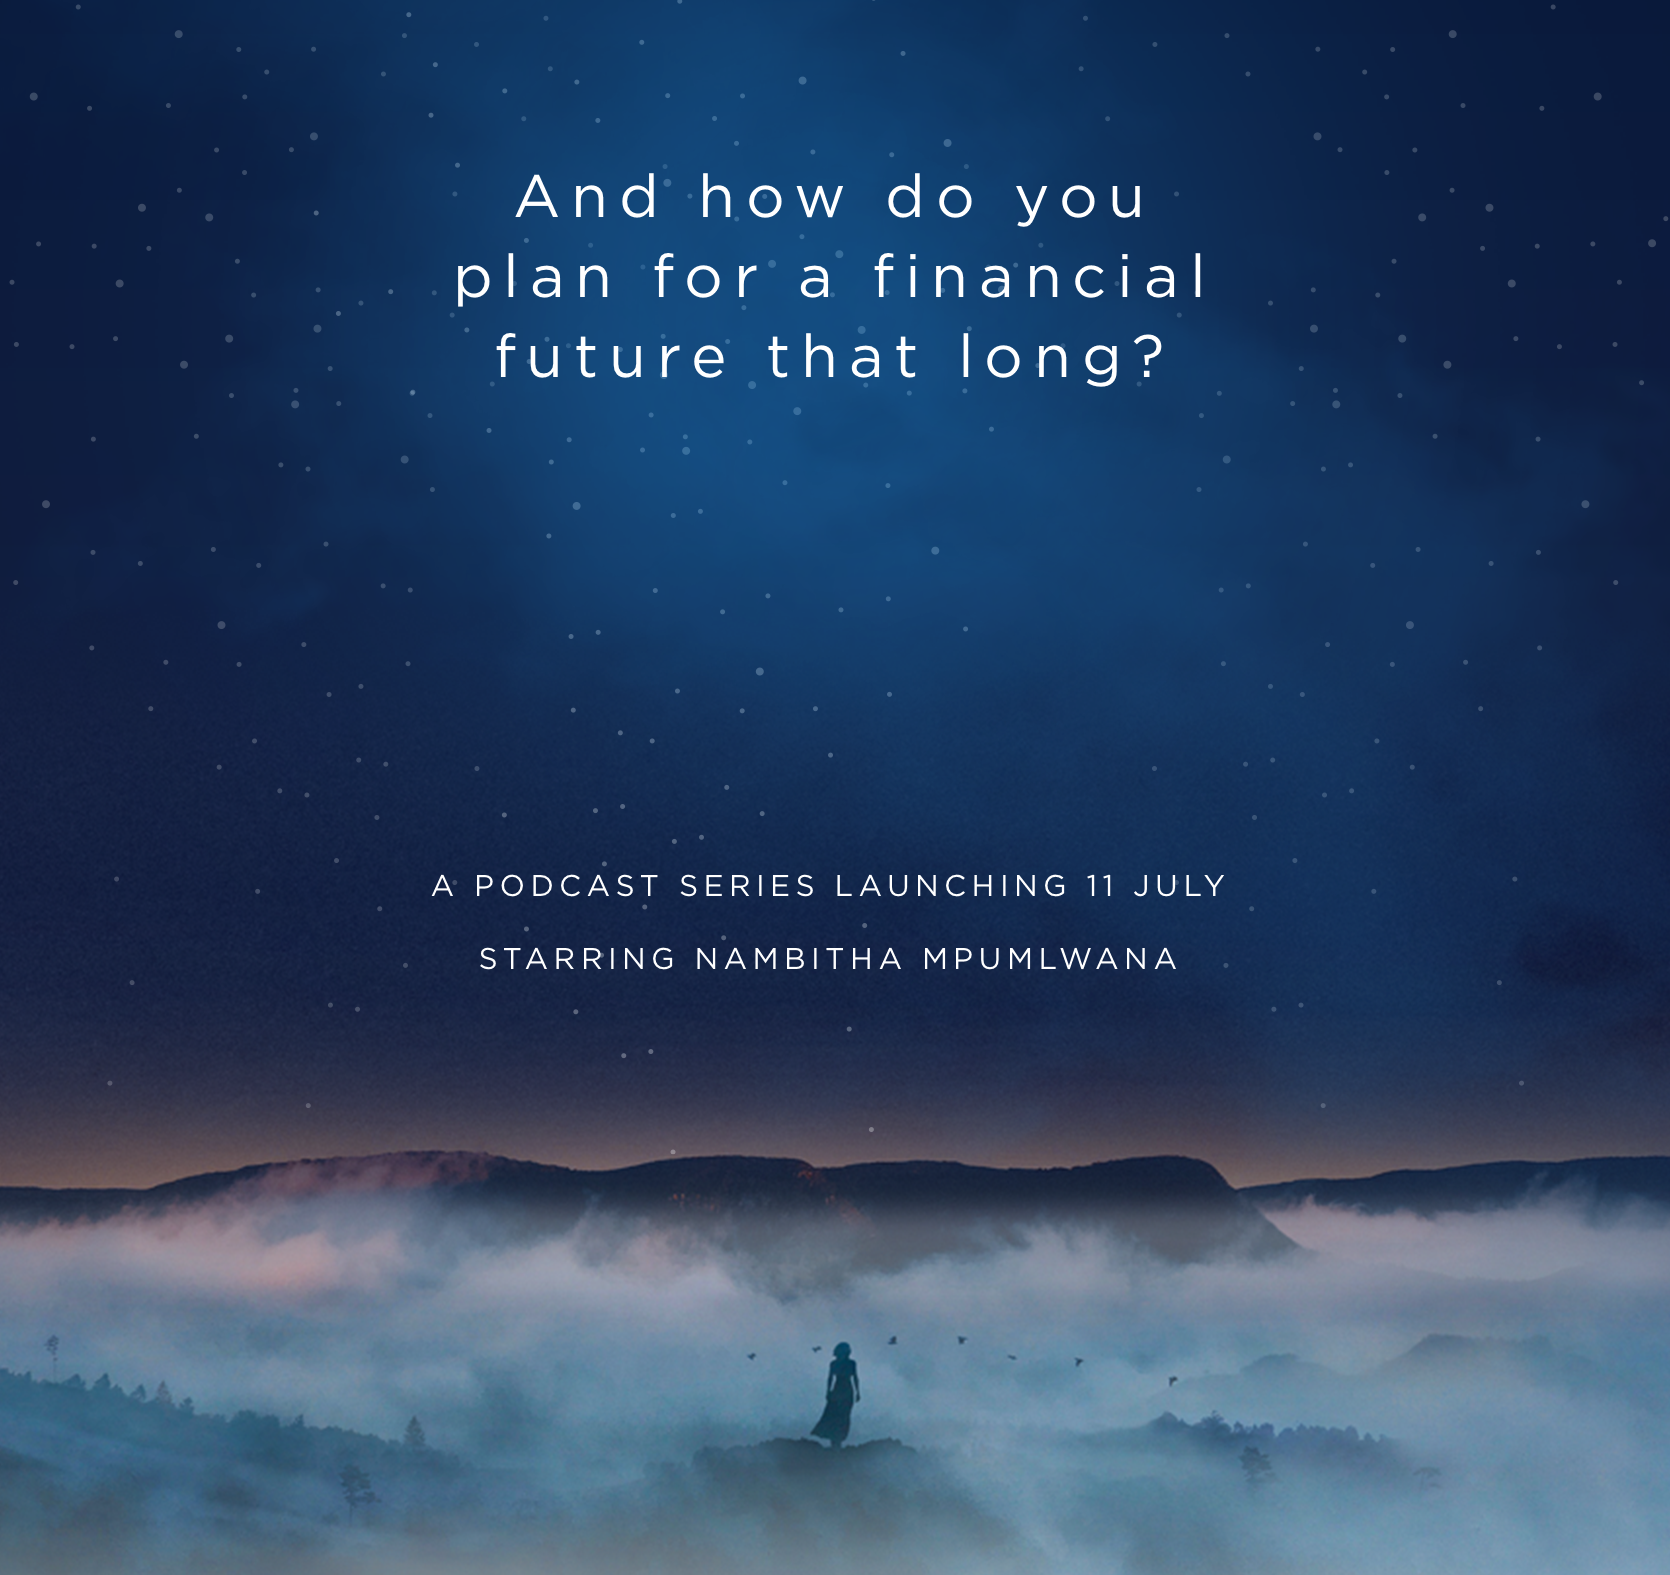 And how do you
plan for a financial
future that long?
A PODCAST SERIES LAUNCHING 11 JULY
STARRING NAMBITHA MPUMLWANA